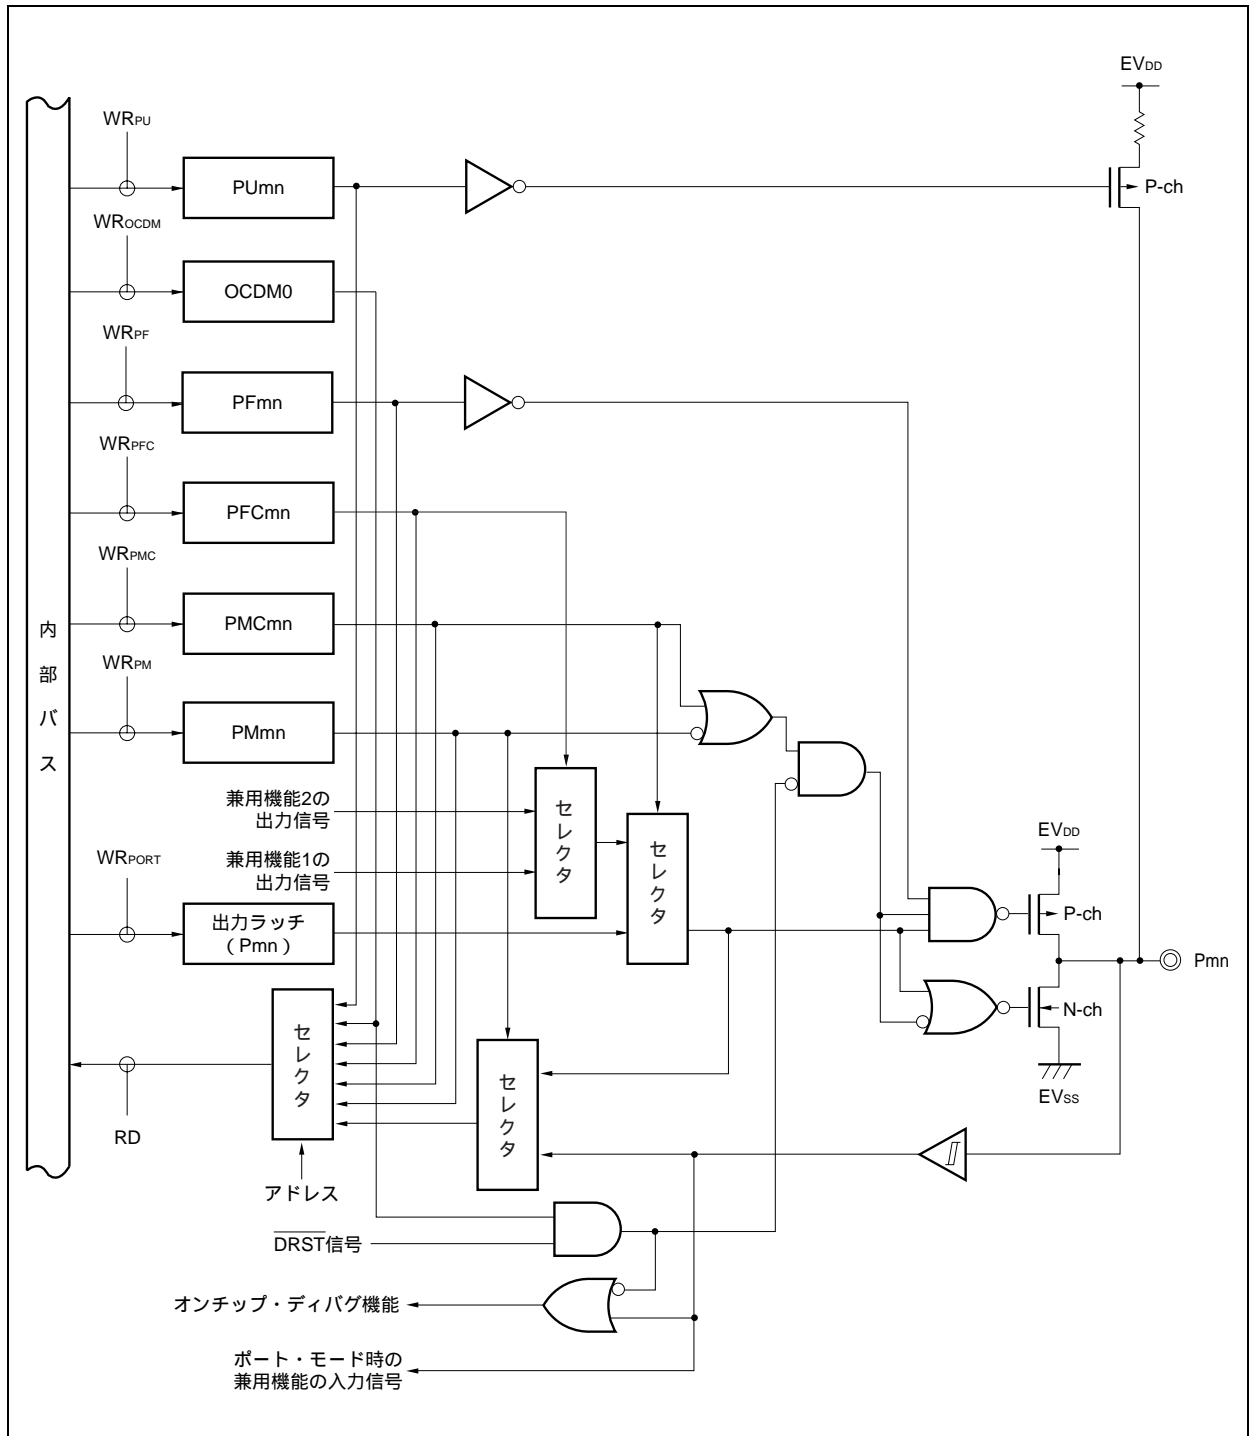 EVDD
WRPU
PUmn
P-ch
WROCDM
OCDM0
WRPF
PFmn
WRPFC
PFCmn
WRPMC
PMCmn
内部バス
WRPM
PMmn
兼用機能2の
出力信号
セレクタ
兼用機能1の
出力信号
セレクタ
WRPORT
出力ラッチ
（Pmn）
EVDD
P-ch
Pmn
N-ch
EVSS
セレクタ
セレクタ
RD
アドレス
DRST信号
オンチップ・ディバグ機能
ポート・モード時の
兼用機能の入力信号